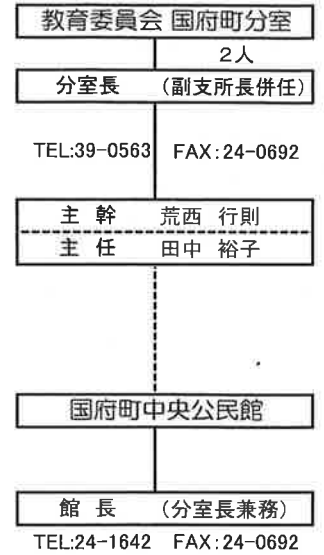 教育委員会 国府町分室
2人
分室長 (副支所長併任)
TEL:39-0563 FAX:24-0692
主 幹 荒西 行則
主 任 田中 裕子
国府町中央公民館
館 長 (分室長兼務)
TEL:24-1642 FAX:24-0692